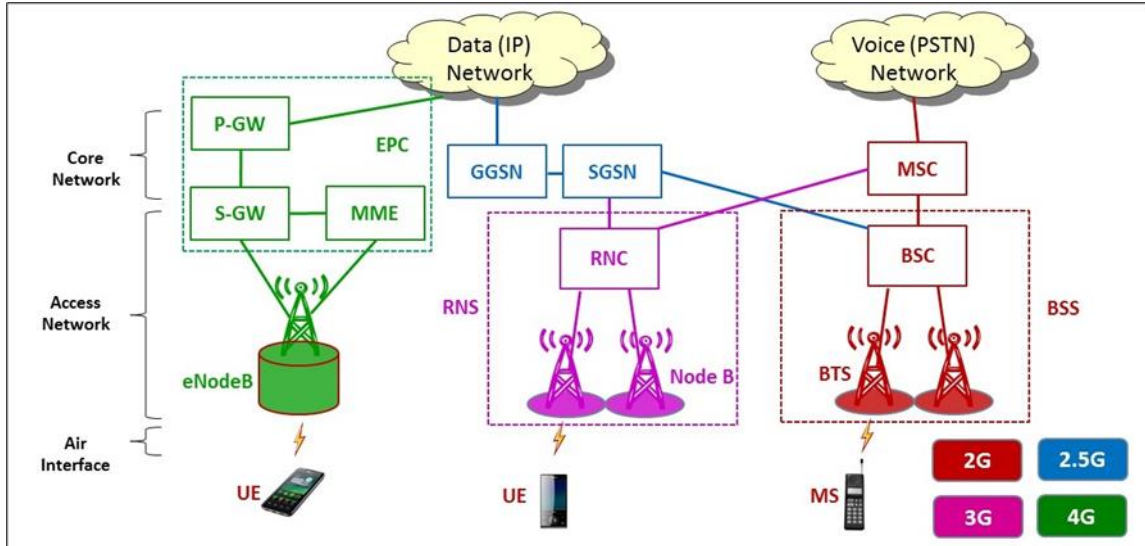 Data (IP)
Network
Voice (PSTN)
Network
P-GW
EPC
Core
Network
GGSN
SGSN
MSC
S-GW
MME
RNC
BSC
Access
Network
RNS
BSS
eNodeB
Node B
BTS
Air
Interface
UE
UE
MS
2G
2.5G
3G
4G